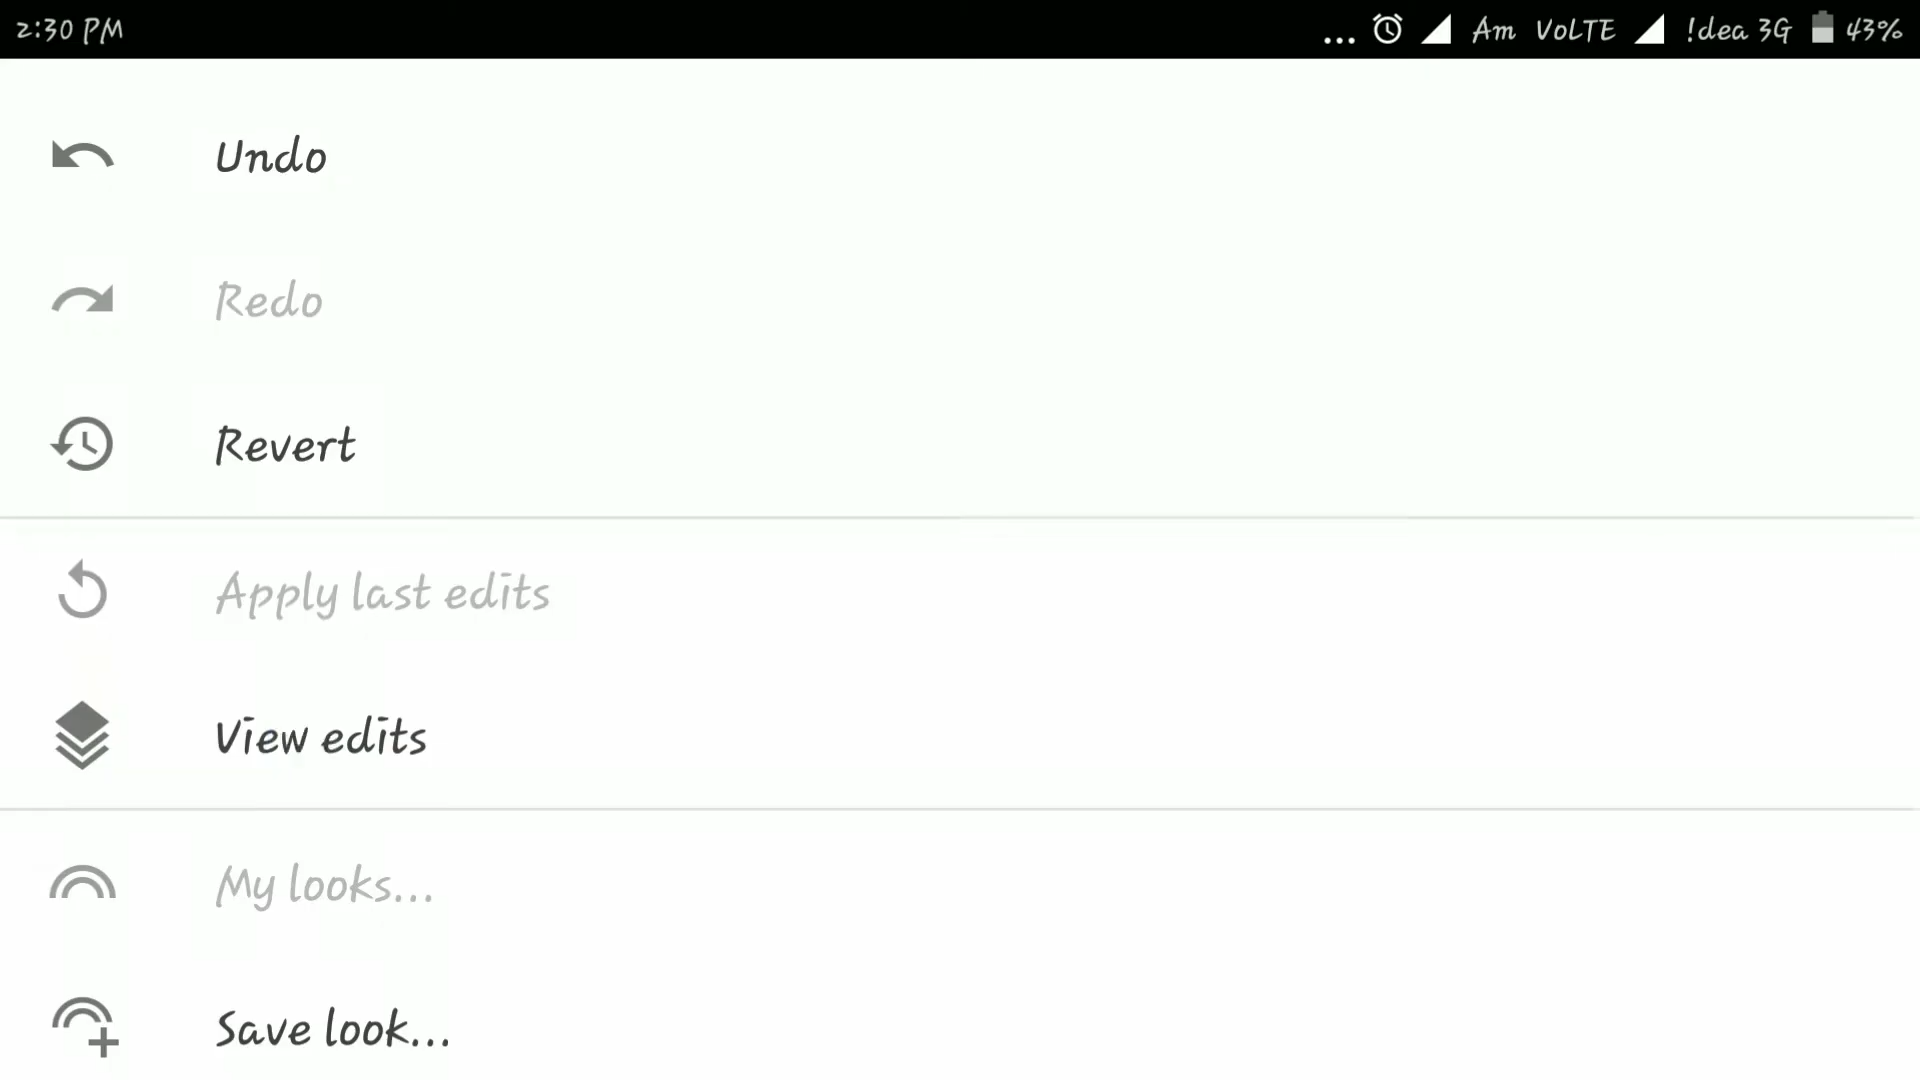 2:30 PM ... Am VoLTE !dea 3G 43%
Undo
Redo
Revert
Apply last edits
View edits
My looks...
Save look...